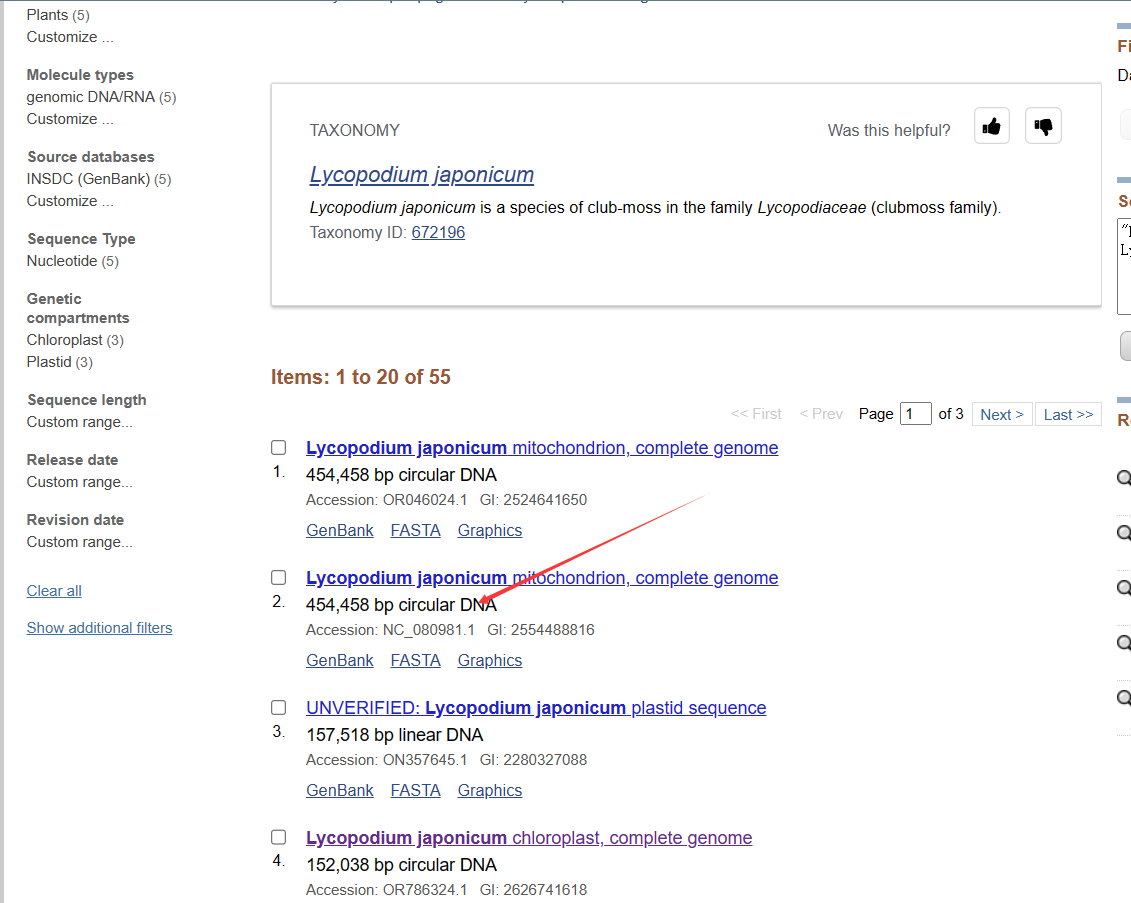 Plants (5)
Customize ...
Molecule types
genomic DNA/RNA (5)
Customize ...
Source databases
INSDC (GenBank) (5)
Customize ...
Sequence Type
Nucleotide (5)
Genetic
compartments
Chloroplast (3)
Plastid (3)
Sequence length
Custom range...
Release date
Custom range...
Revision date
Custom range...
Clear all
Show additional filters
TAXONOMY
Was this helpful?
Lycopodium japonicum
Lycopodium japonicum is a species of club-moss in the family Lycopodiaceae (clubmoss family).
Taxonomy ID: 672196
Items: 1 to 20 of 55
<< First < Prev Page 1 of 3 Next > Last >>
Lycopodium japonicum mitochondrion, complete genome
1. 454,458 bp circular DNA
Accession: OR046024.1 GI: 2524641650
GenBank FASTA Graphics
Lycopodium japonicum mitochondrion, complete genome
2. 454,458 bp circular DNA
Accession: NC_080981.1 GI: 2554488816
GenBank FASTA Graphics
UNVERIFIED: Lycopodium japonicum plastid sequence
3. 157,518 bp linear DNA
Accession: ON357645.1 GI: 2280327088
GenBank FASTA Graphics
Lycopodium japonicum chloroplast, complete genome
4. 152,038 bp circular DNA
Accession: OR786324.1 GI: 2626741618